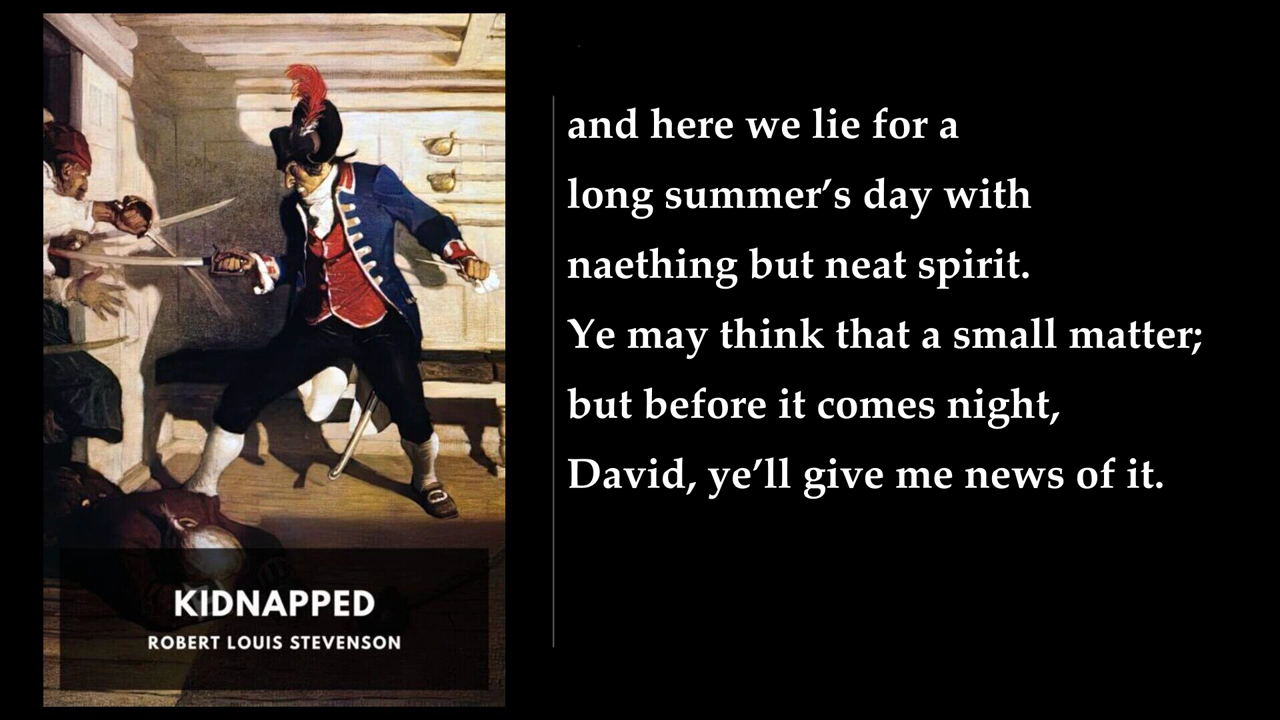 KIDNAPPED
ROBERT LOUIS STEVENSON
and here we lie for a
long summer’s day with
naething but neat spirit.
Ye may think that a small matter;
but before it comes night,
David, ye’ll give me news of it.